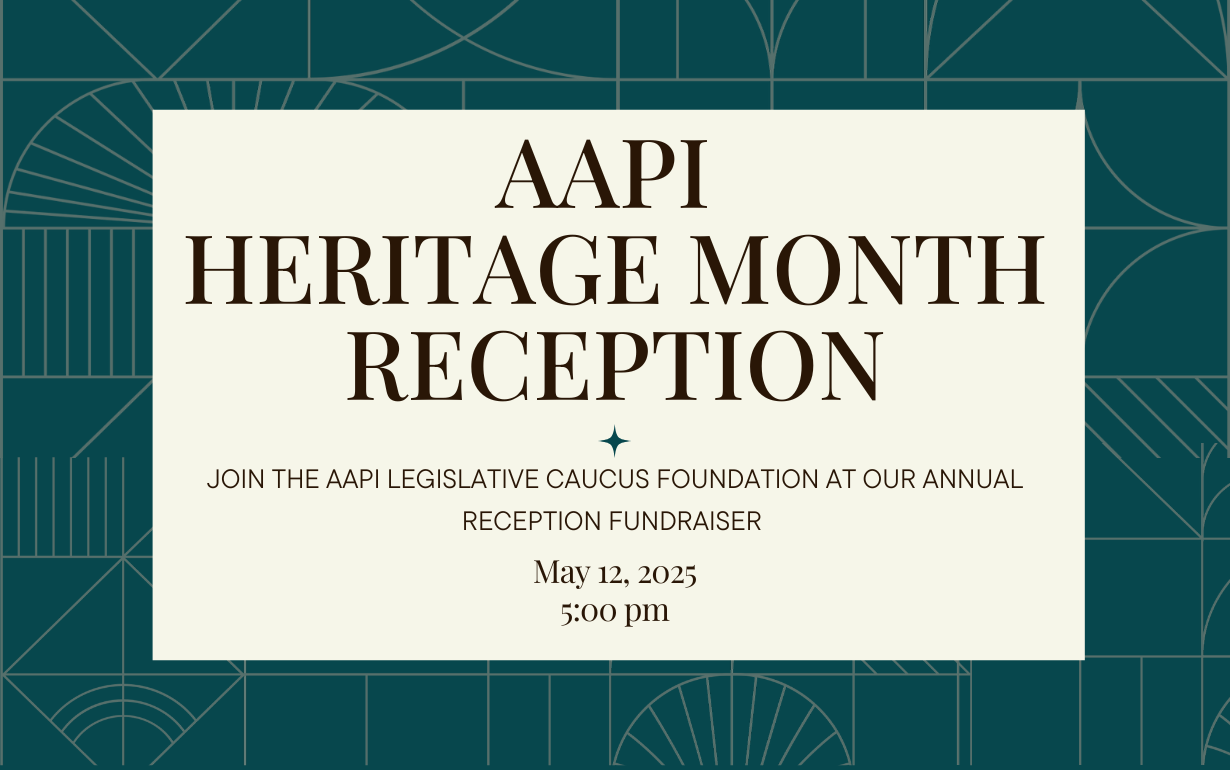 AAPI
HERITAGE MONTH
RECEPTION
JOIN THE AAPI LEGISLATIVE CAUCUS FOUNDATION AT OUR ANNUAL
RECEPTION FUNDRAISER
May 12, 2025
5:00 pm